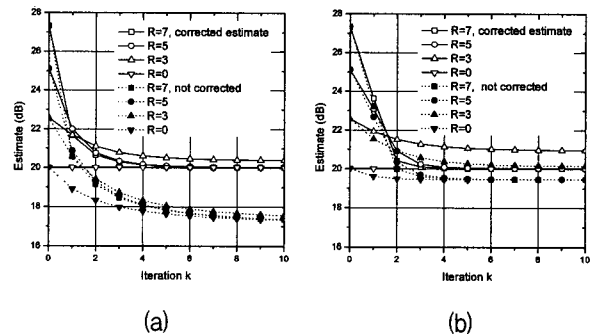 (a)
28
26
24
22
20
18
16
Estimate (dB)
R=7, corrected estimate
R=5
R=3
R=0
R=7, not corrected
R=5
R=3
R=0
0 2 4 6 8 10
Iteration k
(a)
(b)
28
26
24
22
20
18
16
Estimate (dB)
R=7, corrected estimate
R=5
R=3
R=0
R=7, not corrected
R=5
R=3
R=0
0 2 4 6 8 10
Iteration k
(b)